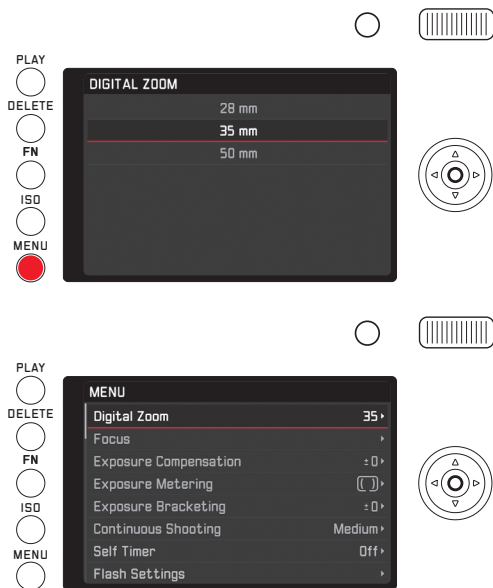 PLAY
DELETE
FN
ISO
MENU
DIGITAL ZOOM
28 mm
35 mm
50 mm
PLAY
DELETE
FN
ISO
MENU
MENU
Digital Zoom 35
Focus
Exposure Compensation ±0
Exposure Metering
Exposure Bracketing ±0
Continuous Shooting Medium
Self Timer Off
Flash Settings